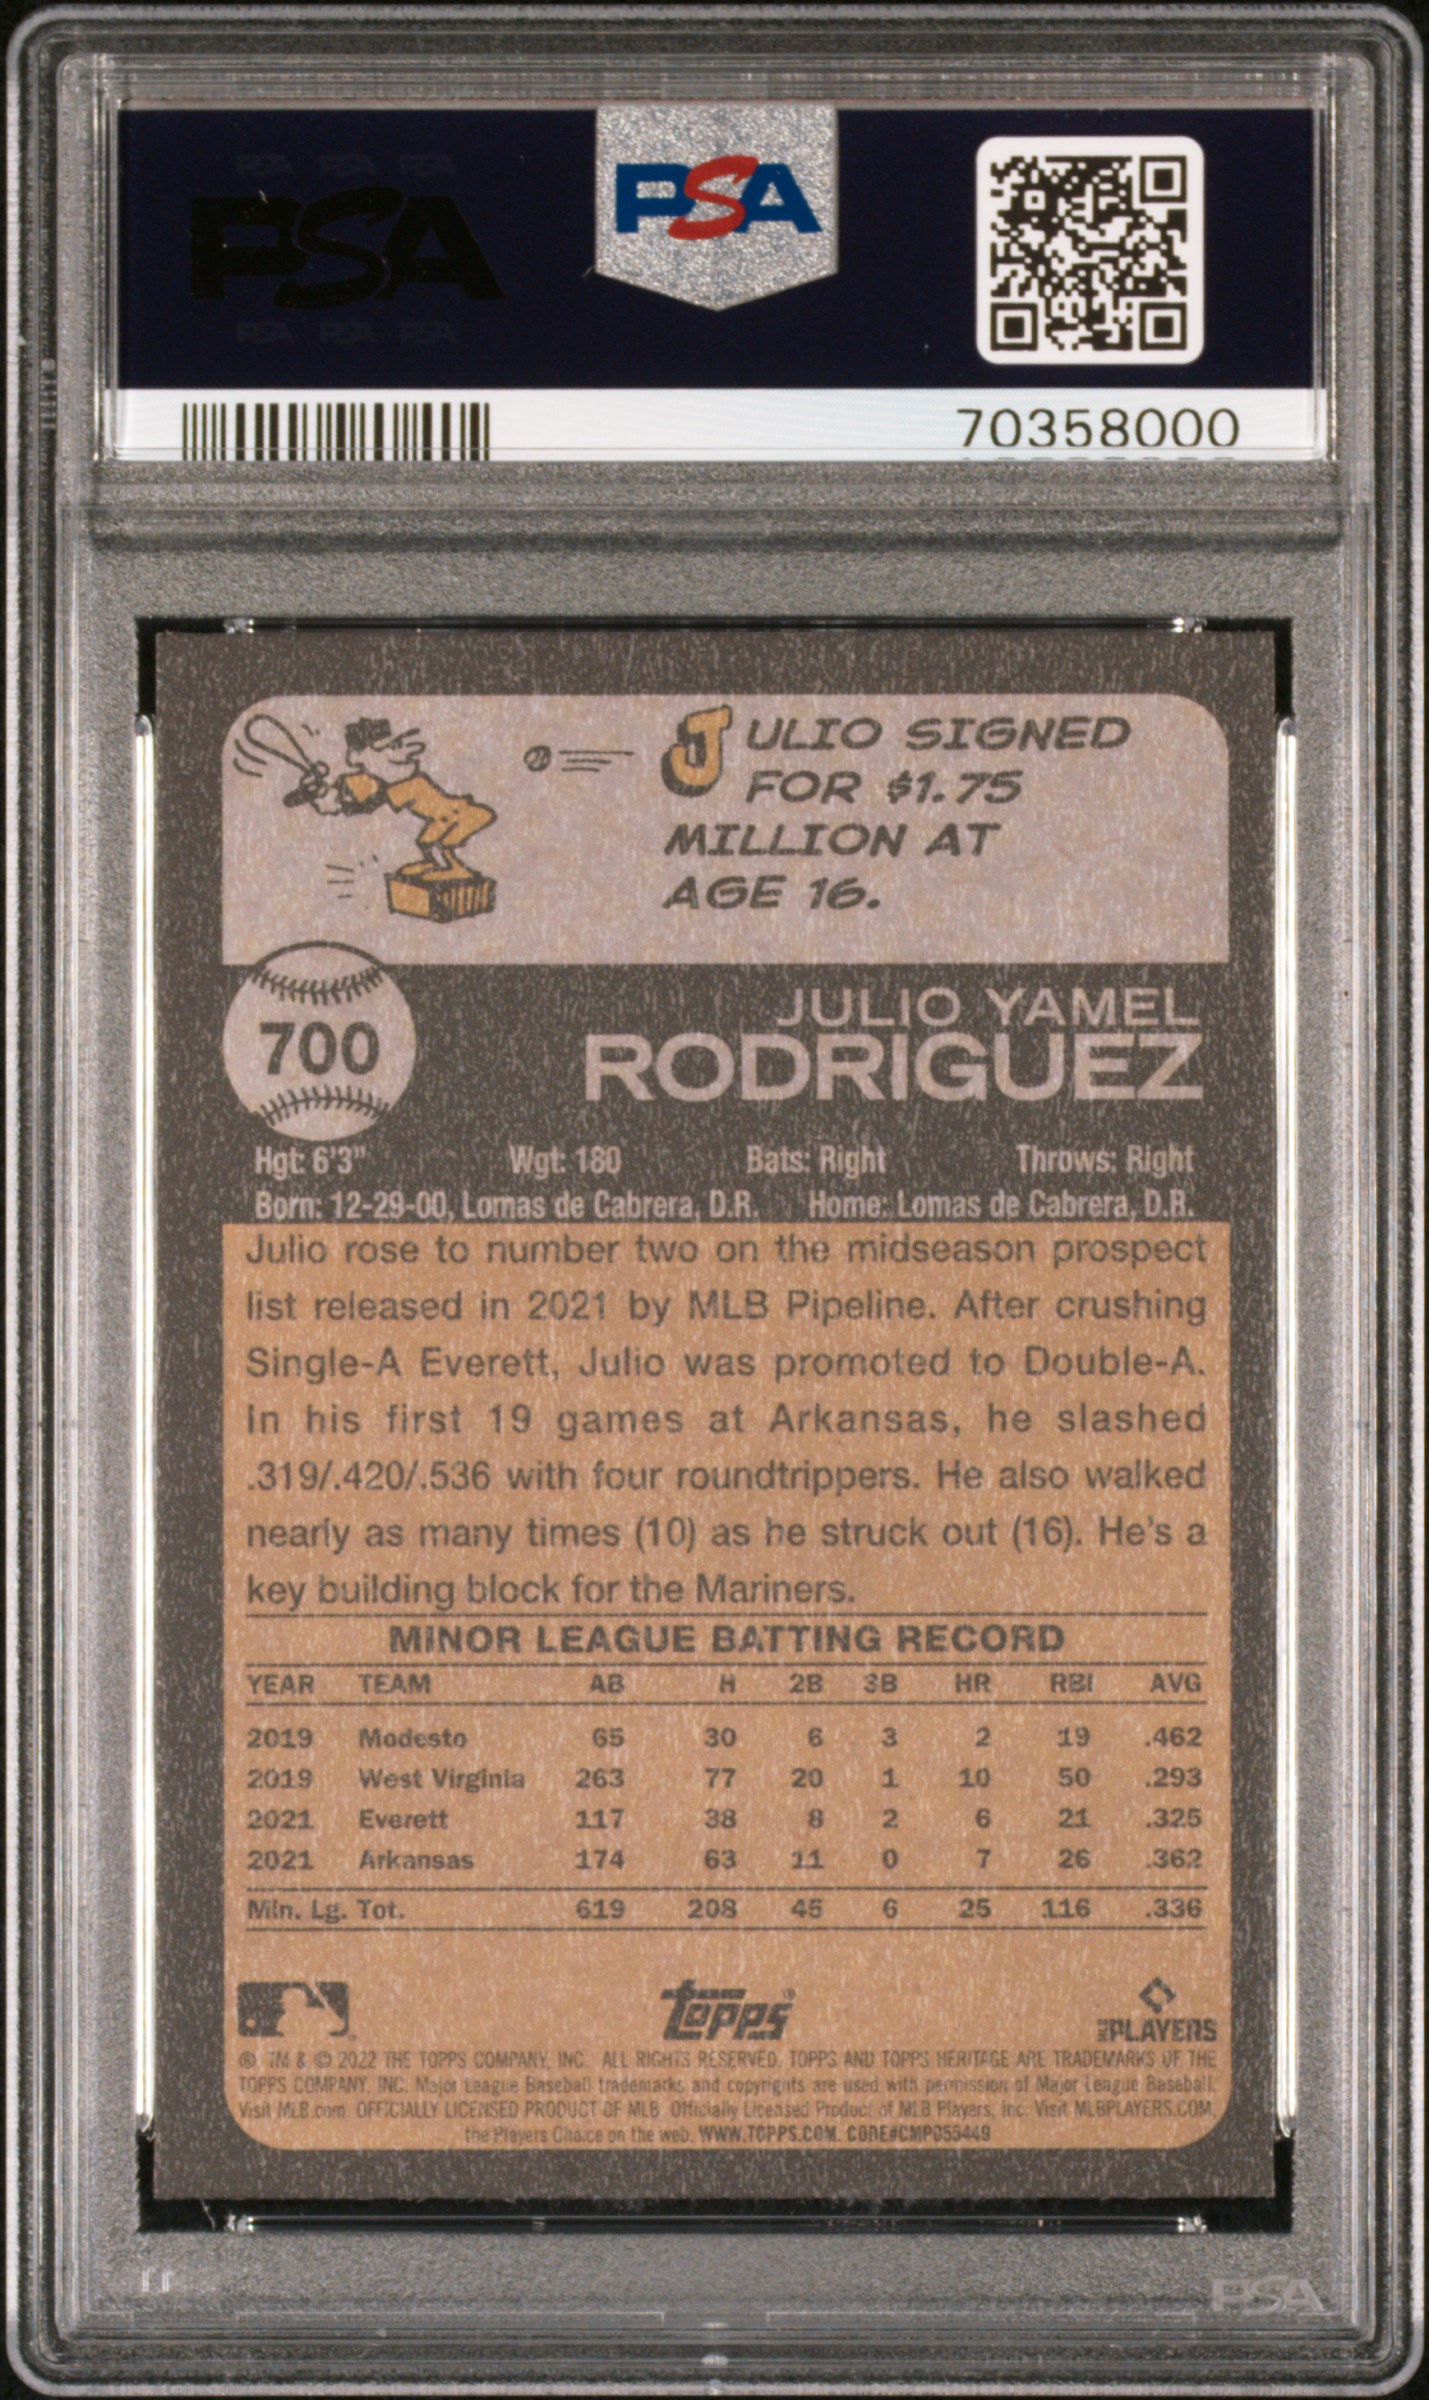 PSA PSA PSA
PSA
PSA PSA PSA
PSA
70358000
JULIO SIGNED
FOR $1.75
MILLION AT
AGE 16.
700
JULIO YAMEL
RODRIGUEZ
Hgt: 6'3" Wgt: 180 Bats: Right Throws: Right
Born: 12-29-00, Lomas de Cabrera, D.R. Home: Lomas de Cabrera, D.R.
Julio rose to number two on the midseason prospect
list released in 2021 by MLB Pipeline. After crushing
Single-A Everett, Julio was promoted to Double-A.
In his first 19 games at Arkansas, he slashed
.319/.420/.536 with four roundtrippers. He also walked
nearly as many times (10) as he struck out (16). He's a
key building block for the Mariners.
MINOR LEAGUE BATTING RECORD
YEAR TEAM AB H 2B 3B HR RBI AVG
2019 Modesto 65 30 6 3 2 19 .462
2019 West Virginia 263 77 20 1 10 50 .293
2021 Everett 117 38 8 2 6 21 .325
2021 Arkansas 174 63 11 0 7 26 .362
Min. Lg. Tot. 619 208 45 6 25 116 .336
topps®
MLB PLAYERS
®, TM & © 2022 THE TOPPS COMPANY, INC. ALL RIGHTS RESERVED. TOPPS AND TOPPS HERITAGE ARE TRADEMARKS OF THE
TOPPS COMPANY, INC. Major League Baseball trademarks and copyrights are used with permission of Major League Baseball.
Visit MLB.com. OFFICIALLY LICENSED PRODUCT OF MLB Officially Licensed Product of MLB Players, Inc. Visit MLBPLAYERS.COM,
the Players Choice on the web. WWW.TOPPS.COM. CODE#CMP055449
PSA